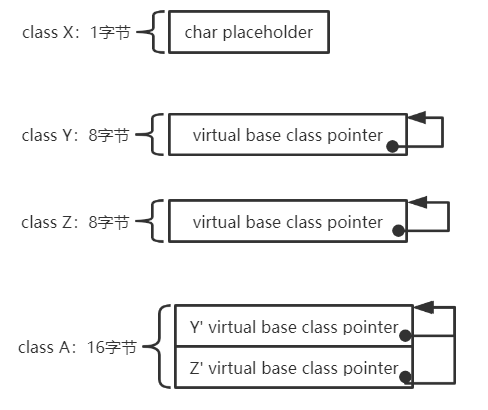 class X：1字节 char placeholder
class Y：8字节 virtual base class pointer
class Z：8字节 virtual base class pointer
Y' virtual base class pointer
class A：16字节
Z' virtual base class pointer